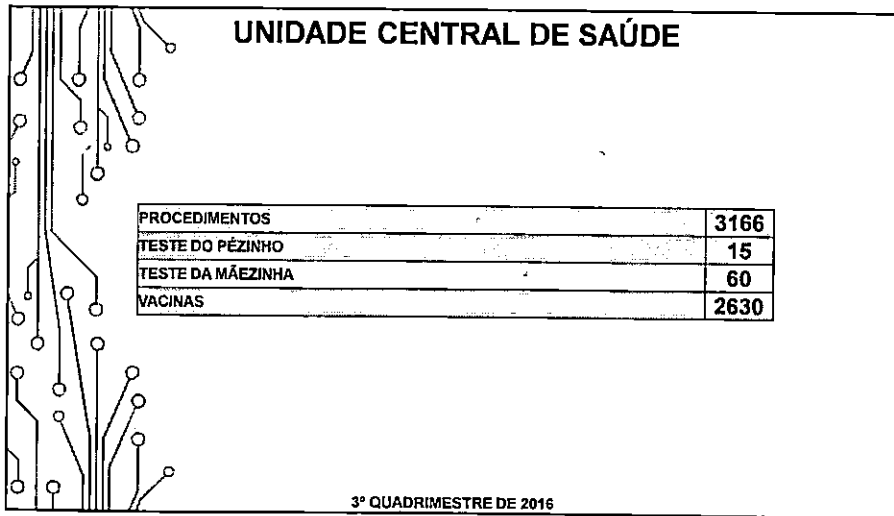 UNIDADE CENTRAL DE SAÚDE
PROCEDIMENTOS 3166
TESTE DO PÉZINHO 15
TESTE DA MÃEZINHA 60
VACINAS 2630
3º QUADRIMESTRE DE 2016